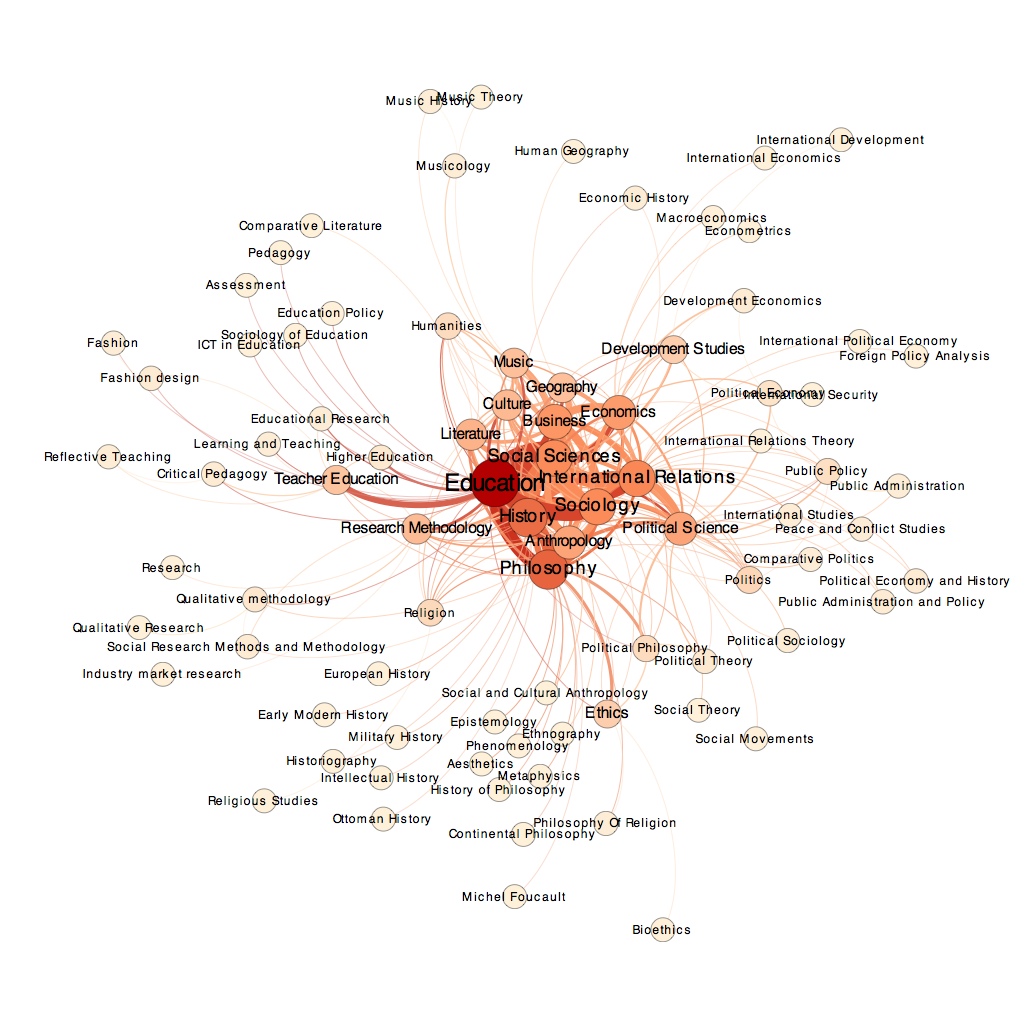 Music History
Music Theory
International Development
Human Geography
International Economics
Musicology
Economic History
Macroeconomics
Comparative Literature
Econometrics
Pedagogy
Assessment
Development Economics
Education Policy
Humanities
Sociology of Education
Fashion
ICT in Education
International Political Economy
Development Studies
Foreign Policy Analysis
Music
Fashion design
Geography
Political Economy
International Security
Culture
Economics
Educational Research
Business
Literature
Learning and Teaching
International Relations Theory
Reflective Teaching
Higher Education
Social Sciences
Critical Pedagogy
Teacher Education
Public Policy
International Relations
Education
Public Administration
Sociology
History
International Studies
Research Methodology
Political Science
Peace and Conflict Studies
Anthropology
Comparative Politics
Research
Philosophy
Politics
Political Economy and History
Qualitative methodology
Public Administration and Policy
Religion
Qualitative Research
Political Sociology
Social Research Methods and Methodology
Political Philosophy
Political Theory
Industry market research
European History
Social and Cultural Anthropology
Early Modern History
Ethics
Social Theory
Epistemology
Military History
Ethnography
Social Movements
Phenomenology
Historiography
Aesthetics
Intellectual History
Metaphysics
History of Philosophy
Religious Studies
Ottoman History
Philosophy Of Religion
Continental Philosophy
Michel Foucault
Bioethics